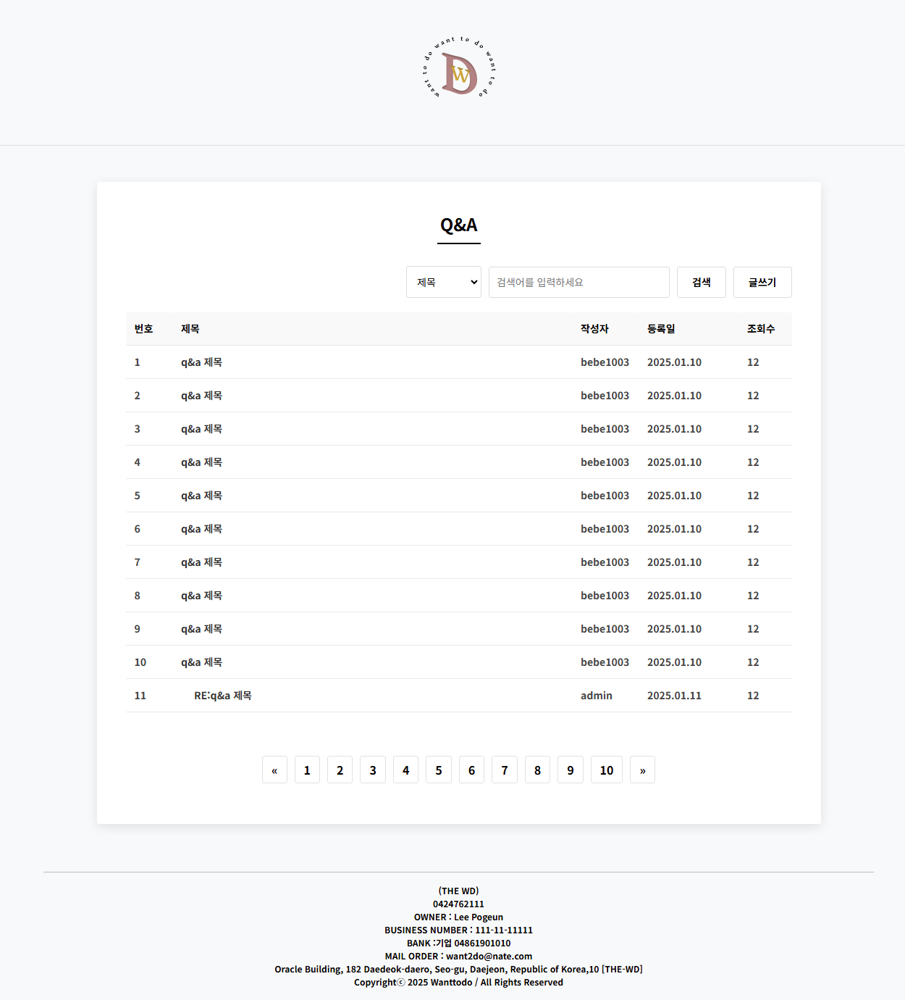 want to do want to do want to do
D
W
Q&A
제목 검색어를 입력하세요 검색 글쓰기
번호 제목 작성자 등록일 조회수
1 q&a 제목 bebe1003 2025.01.10 12
2 q&a 제목 bebe1003 2025.01.10 12
3 q&a 제목 bebe1003 2025.01.10 12
4 q&a 제목 bebe1003 2025.01.10 12
5 q&a 제목 bebe1003 2025.01.10 12
6 q&a 제목 bebe1003 2025.01.10 12
7 q&a 제목 bebe1003 2025.01.10 12
8 q&a 제목 bebe1003 2025.01.10 12
9 q&a 제목 bebe1003 2025.01.10 12
10 q&a 제목 bebe1003 2025.01.10 12
11 RE:q&a 제목 admin 2025.01.11 12
« 1 2 3 4 5 6 7 8 9 10 »
(THE WD)
0424762111
OWNER : Lee Pogeun
BUSINESS NUMBER : 111-11-11111
BANK :기업 04861901010
MAIL ORDER : want2do@nate.com
Oracle Building, 182 Daedeok-daero, Seo-gu, Daejeon, Republic of Korea,10 [THE-WD]
Copyrightⓒ 2025 Wanttodo / All Rights Reserved